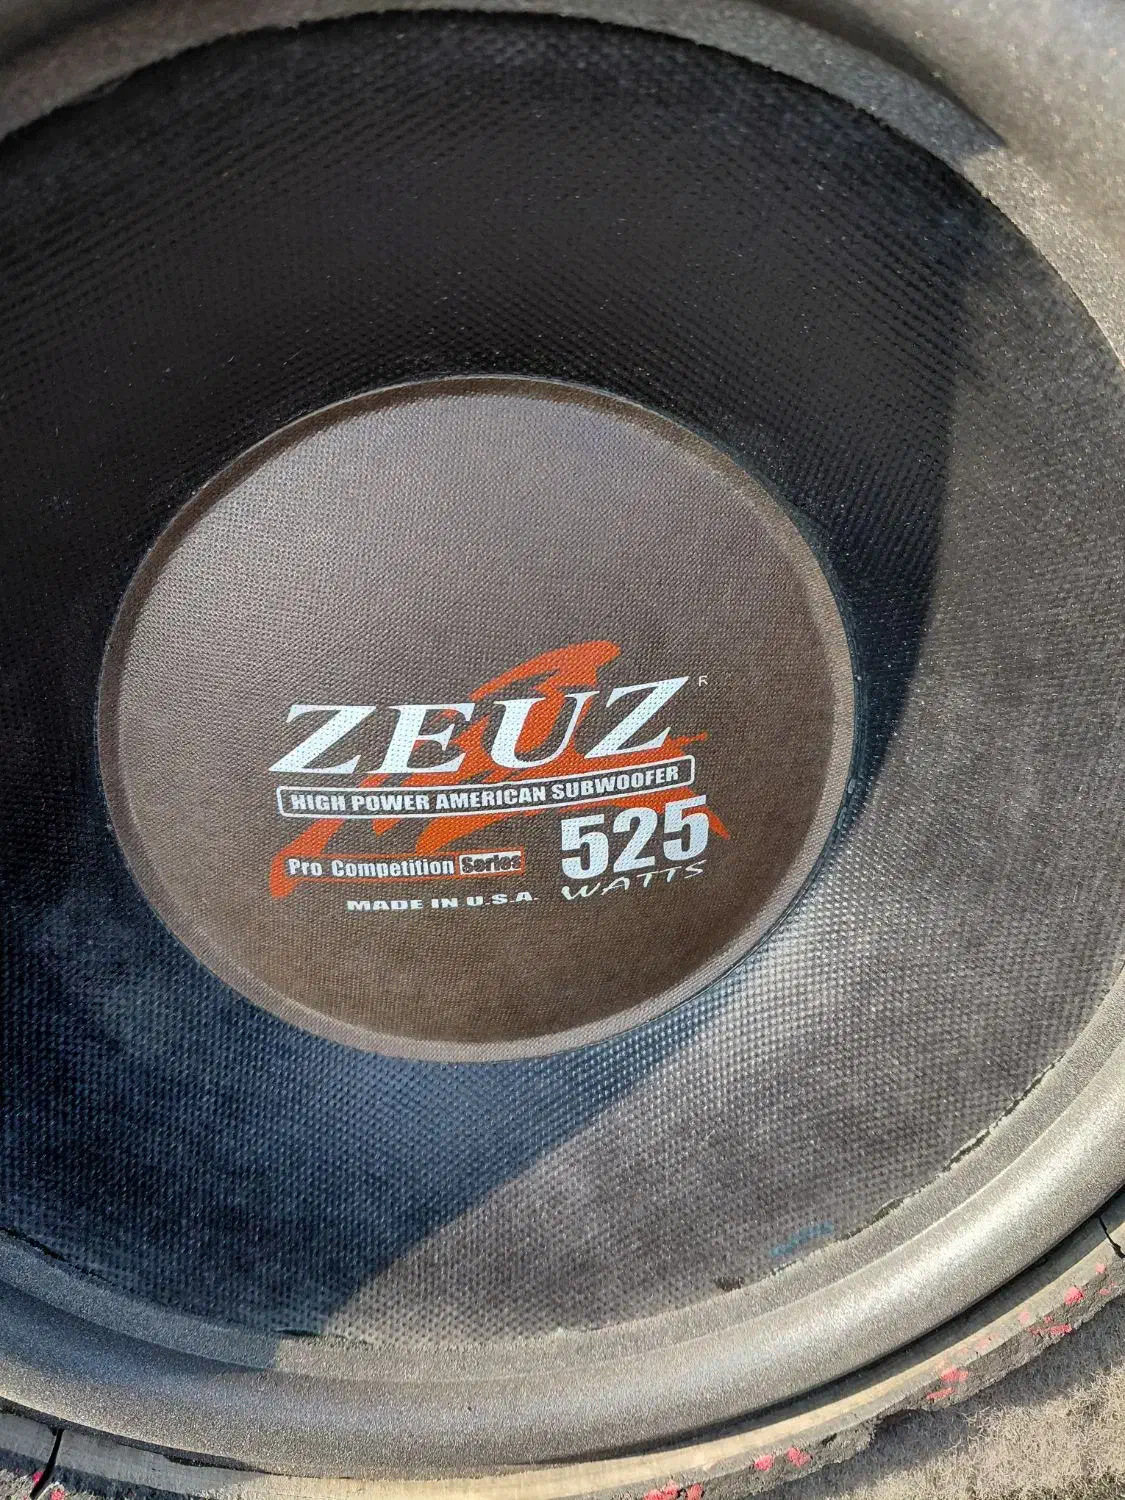 ZEUZ R
HIGH POWER AMERICAN SUBWOOFER
525
WATTS
Pro Competition Series
MADE IN U.S.A.